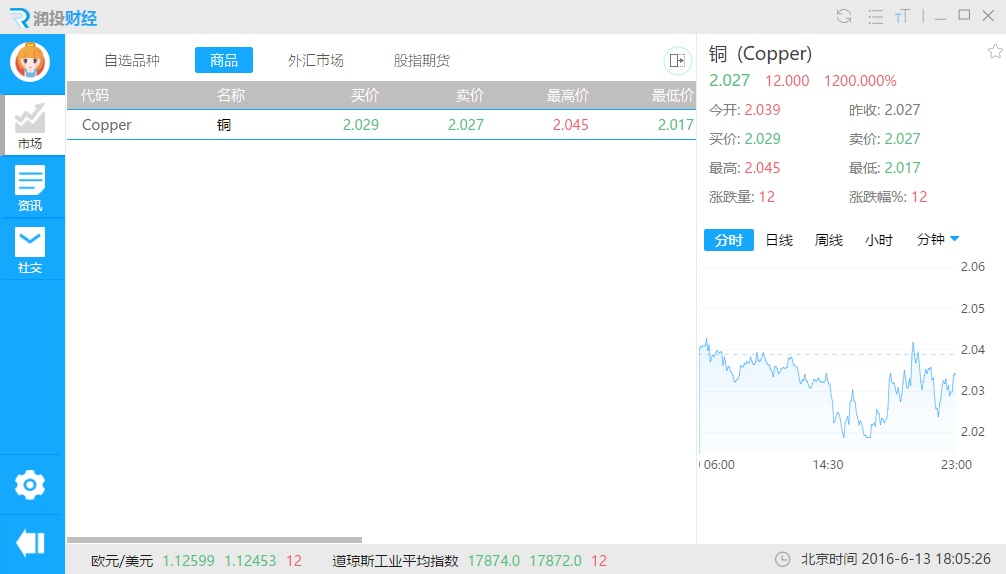 润投财经
市场
资讯
社交
自选品种 商品 外汇市场 股指期货
代码 名称 买价 卖价 最高价 最低价
Copper 铜 2.029 2.027 2.045 2.017
铜 (Copper)
2.027 12.000 1200.000%
今开: 2.039 昨收: 2.027
买价: 2.029 卖价: 2.027
最高: 2.045 最低: 2.017
涨跌量: 12 涨跌幅%: 12
分时 日线 周线 小时 分钟
2.06
2.05
2.04
2.03
2.02
06:00 14:30 23:00
欧元/美元 1.12599 1.12453 12 道琼斯工业平均指数 17874.0 17872.0 12 北京时间 2016-6-13 18:05:26